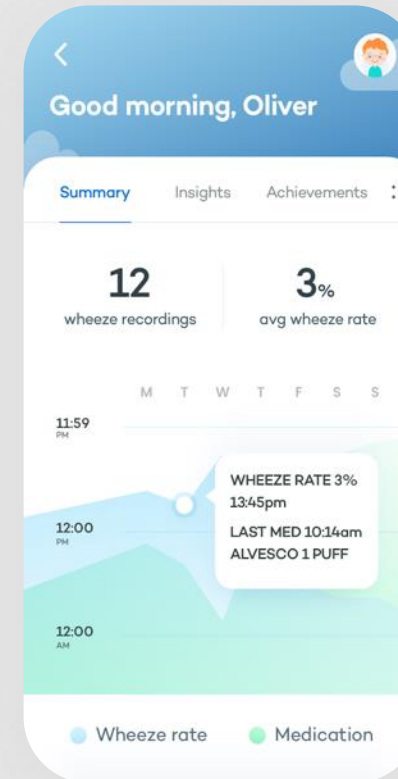 Good morning, Oliver
Summary Insights Achievements
12 3%
wheeze recordings avg wheeze rate
M T W T F S S
11:59
PM
WHEEZE RATE 3%
13:45pm
LAST MED 10:14am
ALVESCO 1 PUFF
12:00
PM
12:00
AM
Wheeze rate Medication